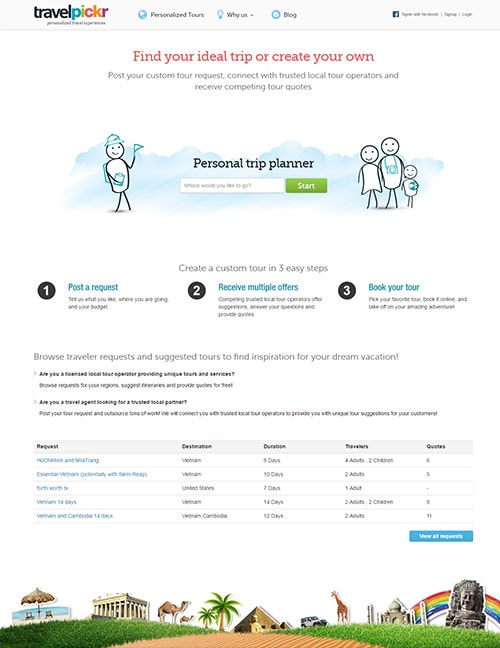 travelpickr
personalized travel experiences
Personalized Tours
Why us
Blog
Signin with facebook | Signup | Login
Find your ideal trip or create your own
Post your custom tour request, connect with trusted local tour operators and
receive competing tour quotes
Personal trip planner
Where would you like to go?
Start
Create a custom tour in 3 easy steps
1 Post a request
Tell us what you like, where you are going,
and your budget
2 Receive multiple offers
Competing trusted local tour operators offer
suggestions, answer your questions and
provide quotes.
3 Book your tour
Pick your favorite tour, book it online, and
take off on your amazing adventure!
Browse traveler requests and suggested tours to find inspiration for your dream vacation!
Are you a licensed local tour operator providing unique tours and services?
Browse requests for your regions, suggest itineraries and provide quotes for free!
Are you a travel agent looking for a trusted local partner?
Post your tour request and outsource tons of work! We will connect you with trusted local tour operators to provide you with unique tour suggestions for your customers!
Request Destination Duration Travelers Quotes
HoChiMinh and NhaTrang Vietnam 8 Days 4 Adults , 2 Children 6
Essential Vietnam (potentially with Siem Reap) Vietnam 10 Days 2 Adults 5
forth worth tx United States 7 Days 1 Adult -
Vietnam 14 days Vietnam 14 Days 2 Adults , 2 Children 8
Vietnam and Cambodia 14 days Vietnam,Cambodia 12 Days 2 Adults 11
View all requests